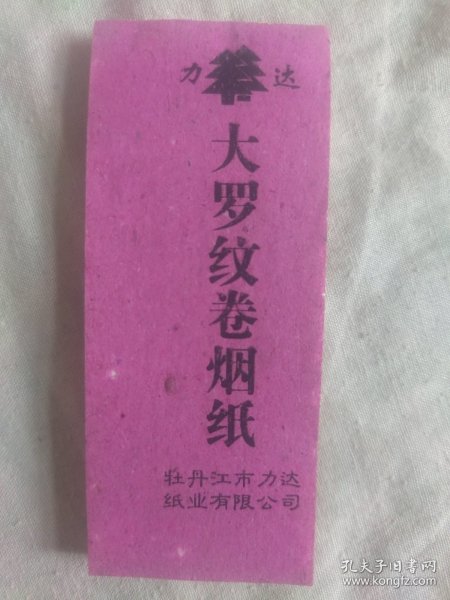 力 达
大罗纹卷烟纸
牡丹江市力达
纸业有限公司
孔夫子旧书网
www.kongfz.com